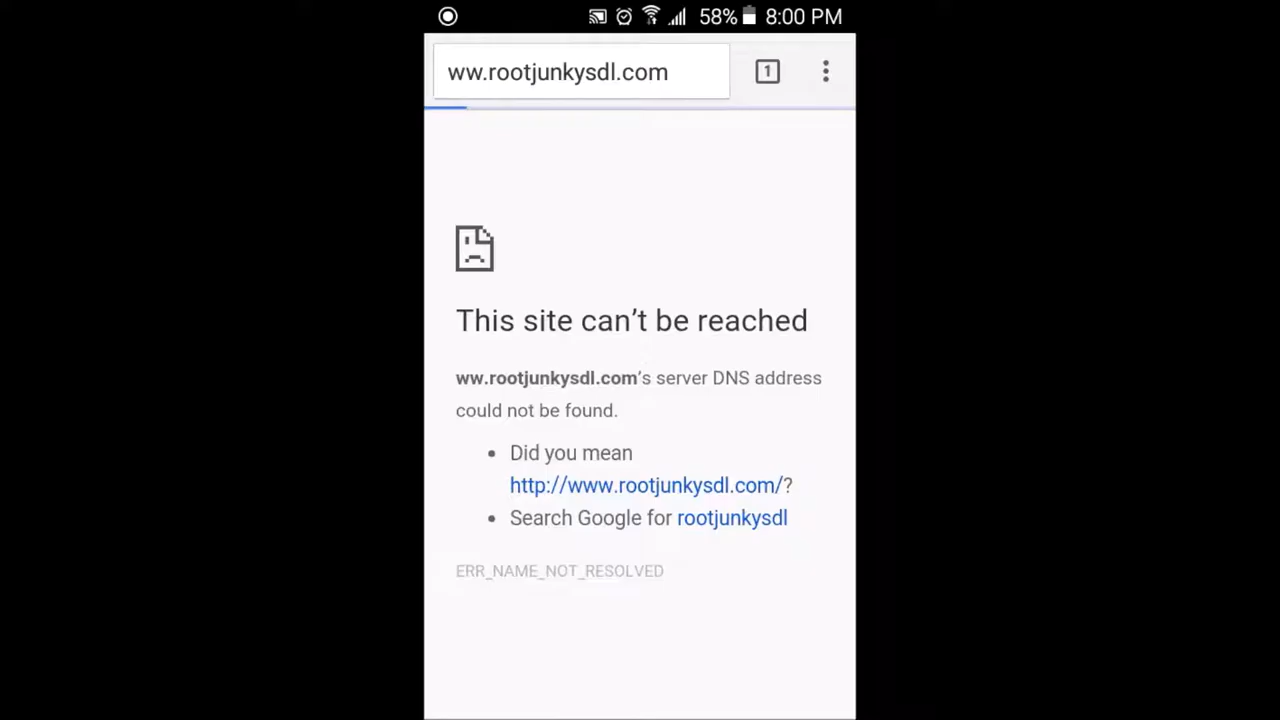 58% 8:00 PM
ww.rootjunkysdl.com 1
This site can’t be reached
ww.rootjunkysdl.com’s server DNS address
could not be found.
• Did you mean
http://www.rootjunkysdl.com/?
• Search Google for rootjunkysdl
ERR_NAME_NOT_RESOLVED